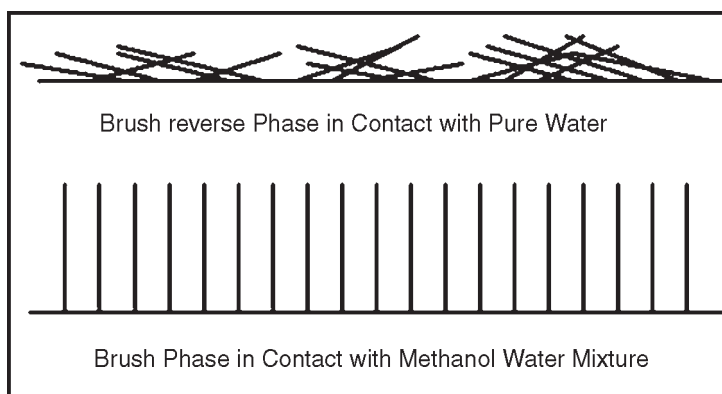 Brush reverse Phase in Contact with Pure Water
Brush Phase in Contact with Methanol Water Mixture